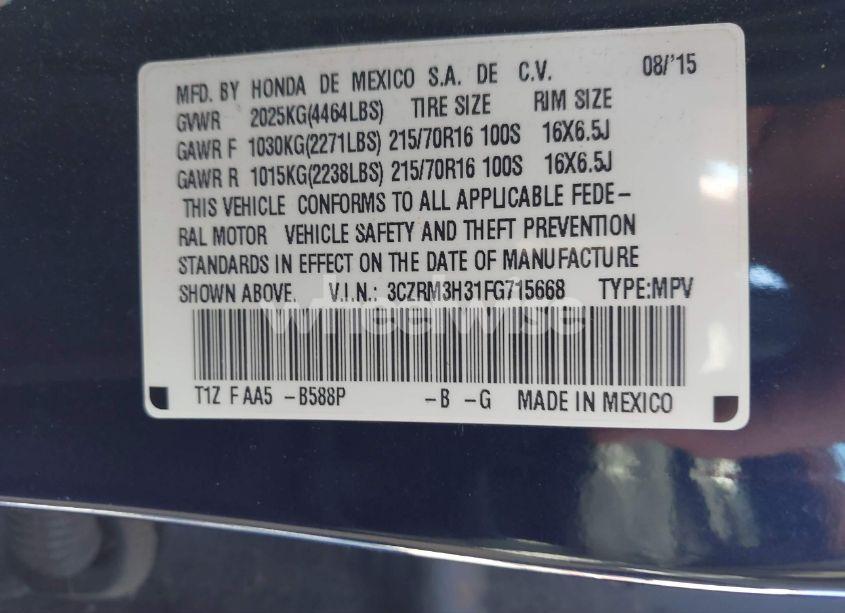 MFD. BY HONDA DE MEXICO S.A. DE C.V. 08/'15
GVWR 2025KG(4464LBS) TIRE SIZE RIM SIZE
GAWR F 1030KG(2271LBS) 215/70R16 100S 16X6.5J
GAWR R 1015KG(2238LBS) 215/70R16 100S 16X6.5J
THIS VEHICLE CONFORMS TO ALL APPLICABLE FEDE-
RAL MOTOR VEHICLE SAFETY AND THEFT PREVENTION
STANDARDS IN EFFECT ON THE DATE OF MANUFACTURE
SHOWN ABOVE. V.I.N.: 3CZRM3H31FG715668 TYPE:MPV
wheelwise
T1Z F AA5 -B588P -B -G MADE IN MEXICO